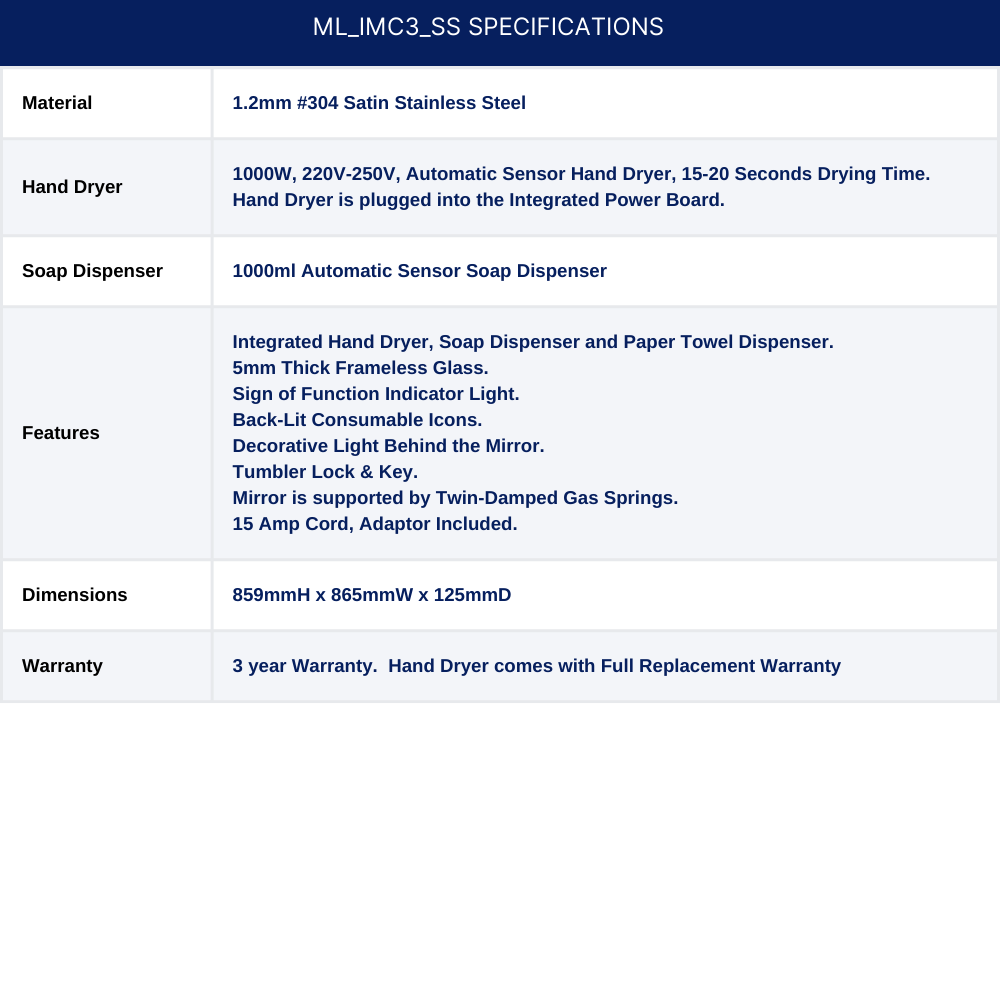 ML_IMC3_SS SPECIFICATIONS
Material
1.2mm #304 Satin Stainless Steel
Hand Dryer
1000W, 220V-250V, Automatic Sensor Hand Dryer, 15-20 Seconds Drying Time.
Hand Dryer is plugged into the Integrated Power Board.
Soap Dispenser
1000ml Automatic Sensor Soap Dispenser
Features
Integrated Hand Dryer, Soap Dispenser and Paper Towel Dispenser.
5mm Thick Frameless Glass.
Sign of Function Indicator Light.
Back-Lit Consumable Icons.
Decorative Light Behind the Mirror.
Tumbler Lock & Key.
Mirror is supported by Twin-Damped Gas Springs.
15 Amp Cord, Adaptor Included.
Dimensions
859mmH x 865mmW x 125mmD
Warranty
3 year Warranty.  Hand Dryer comes with Full Replacement Warranty